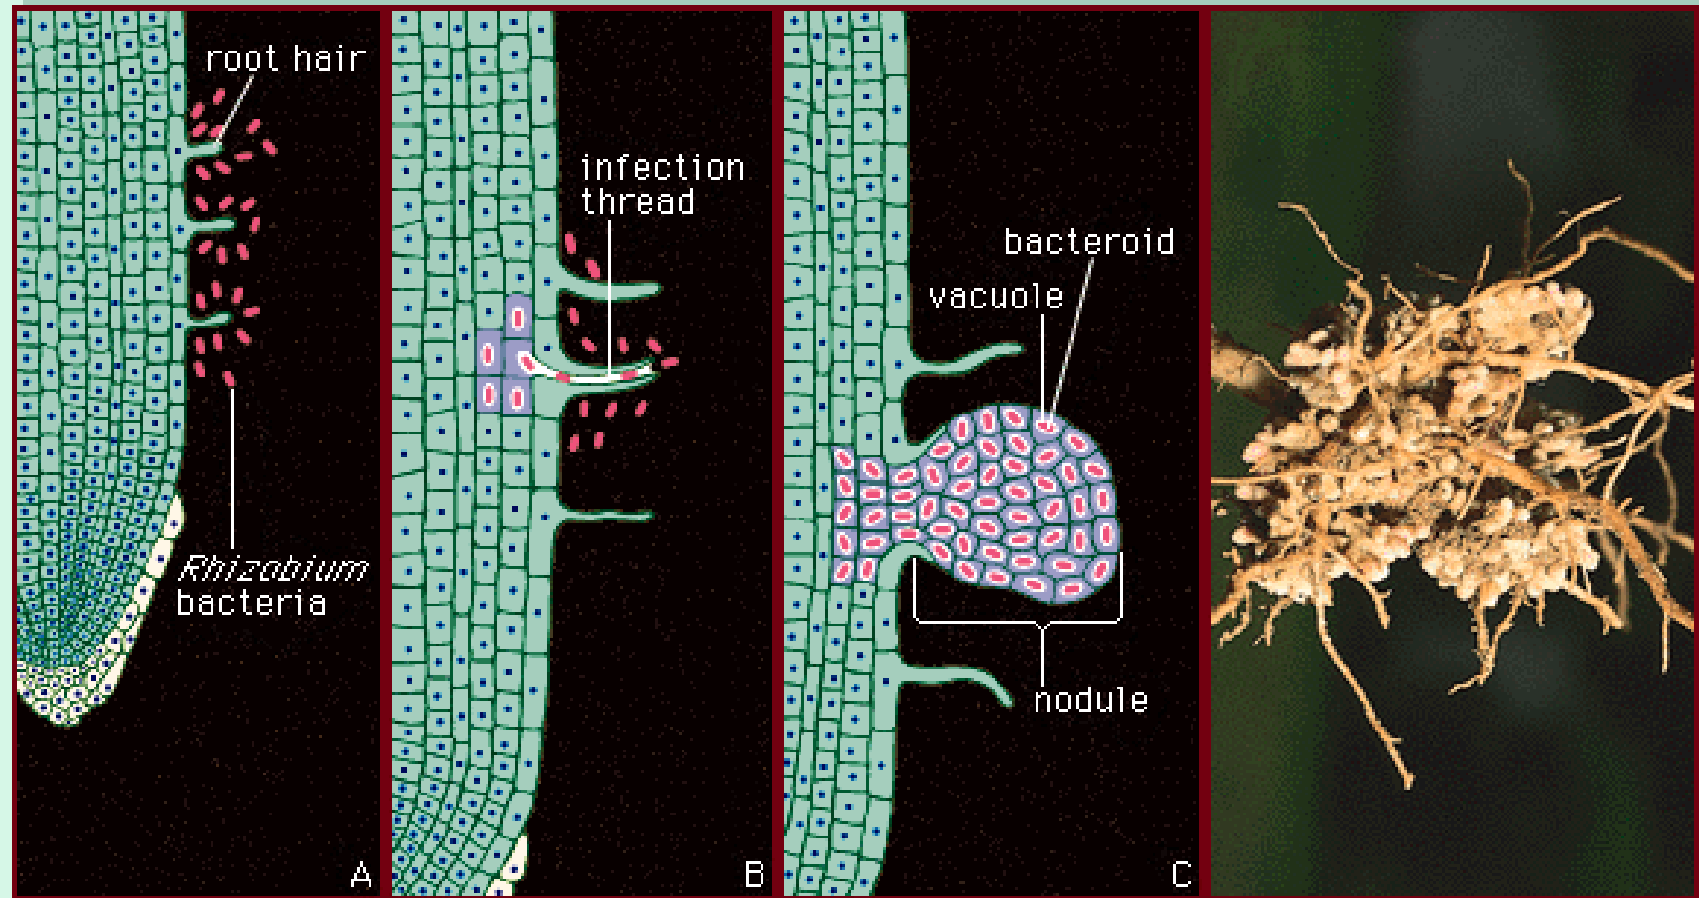 root hair
Rhizobium
bacteria
A
infection
thread
B
bacteroid
vacuole
nodule
C